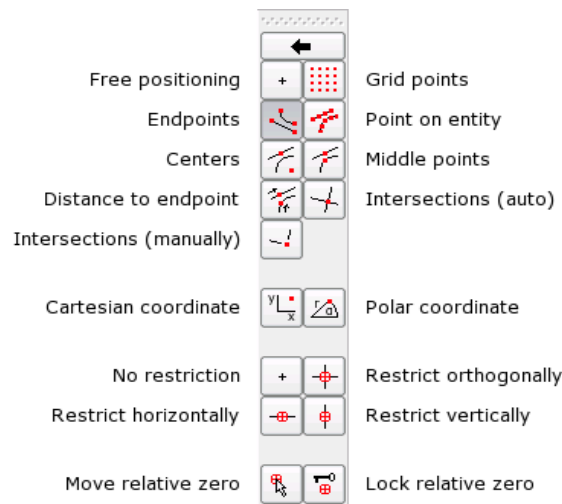 Free positioning Grid points
Endpoints Point on entity
Centers Middle points
Distance to endpoint Intersections (auto)
Intersections (manually)
Cartesian coordinate y x r a Polar coordinate
No restriction Restrict orthogonally
Restrict horizontally Restrict vertically
Move relative zero Lock relative zero